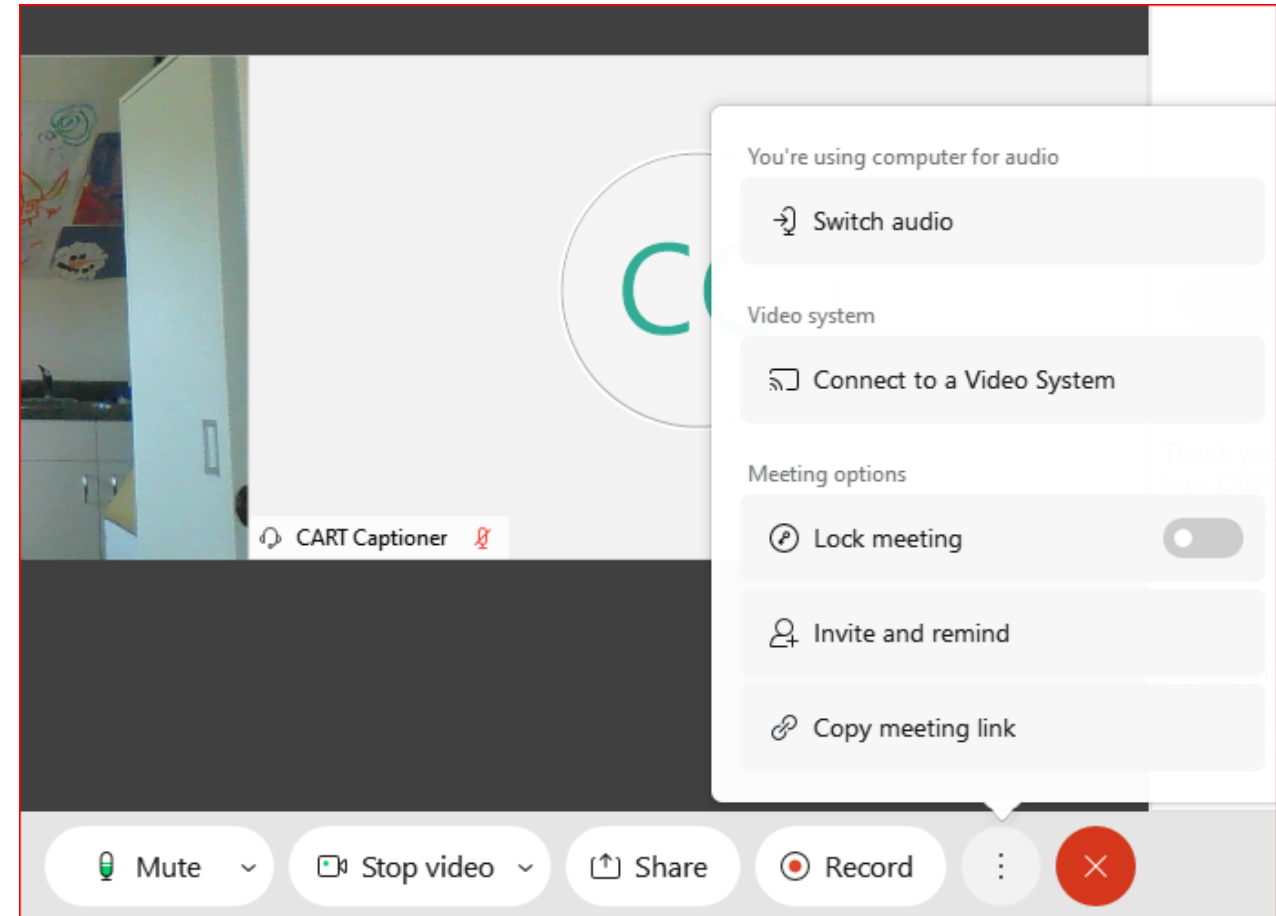 You're using computer for audio
Switch audio
Video system
Connect to a Video System
Meeting options
Lock meeting
Invite and remind
Copy meeting link
CART Captioner
Mute
Stop video
Share
Record